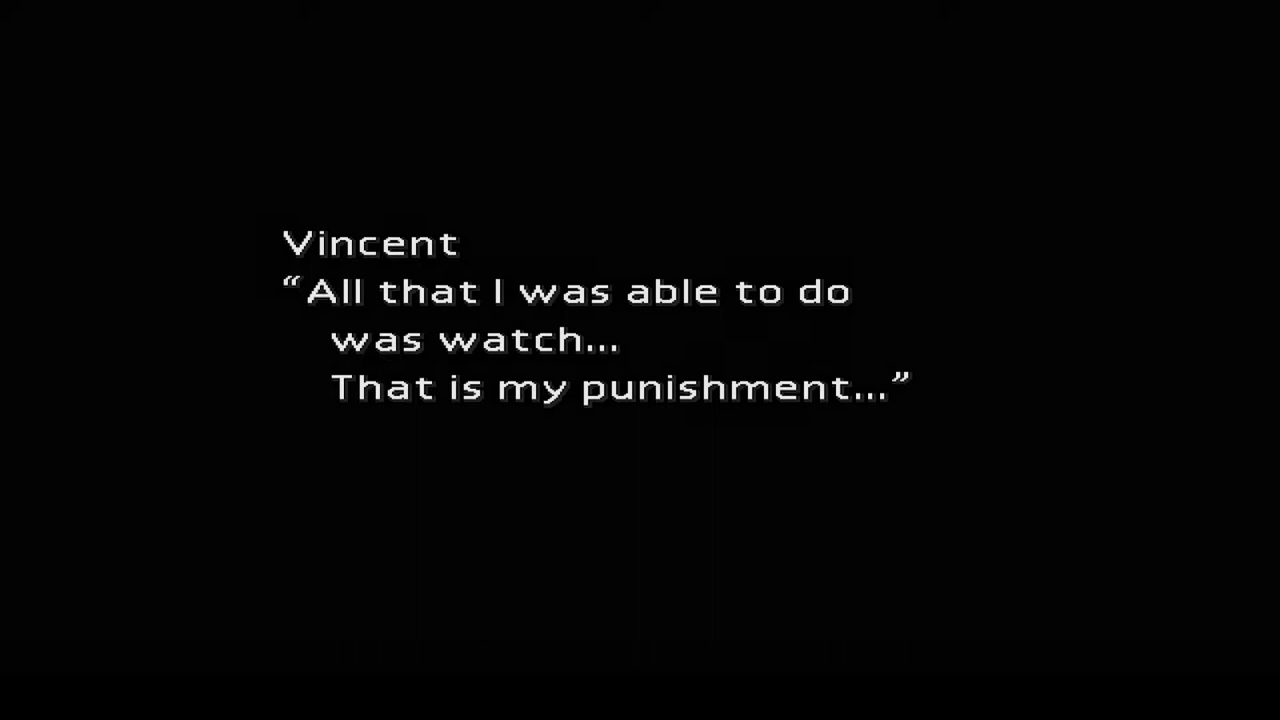 Vincent
“All that I was able to do
was watch...
That is my punishment...”